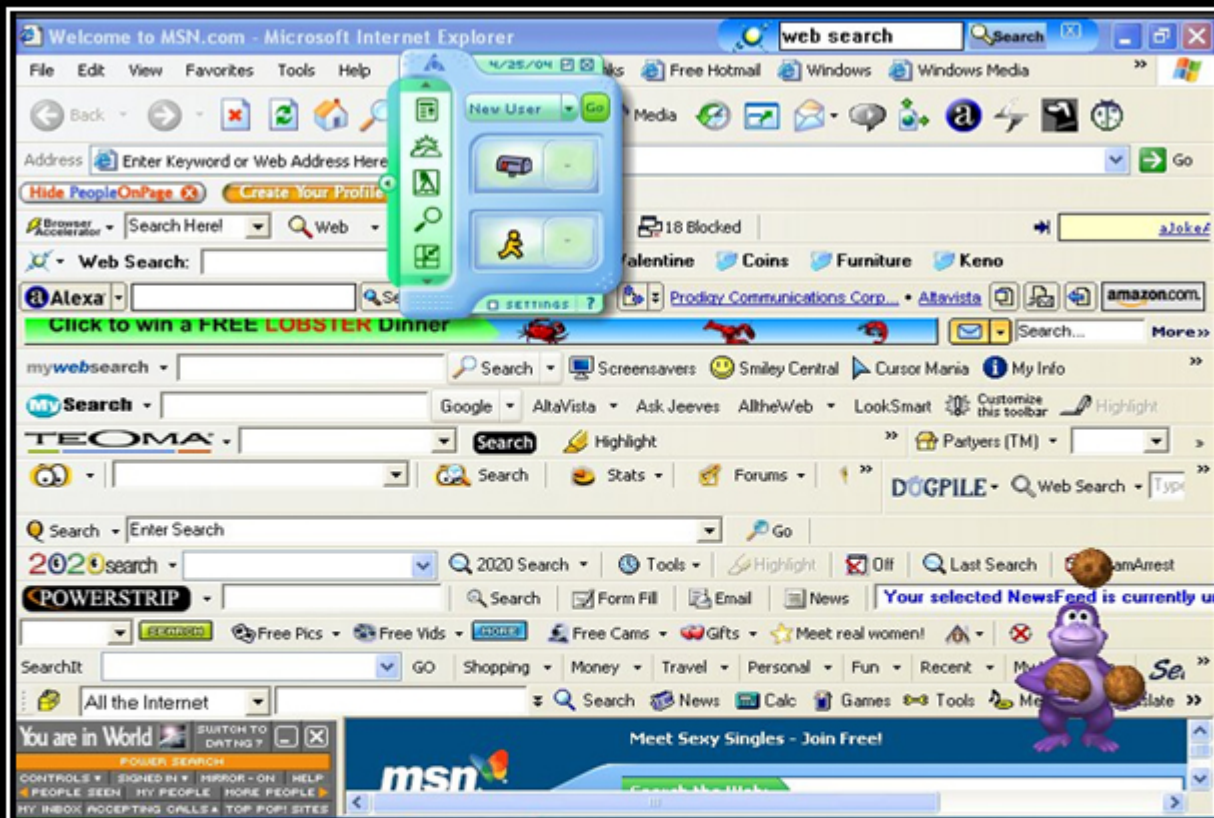 Welcome to MSN.com - Microsoft Internet Explorer
web search Search
File Edit View Favorites Tools Help
Free Hotmail Windows Windows Media »
4/25/04
New User Go
SETTINGS ?
Back Media
Address Enter Keyword or Web Address Here Go
Hide PeopleOnPage Create Your Profile
Browser Accelerator Search Here! Web 18 Blocked
Web Search: Coins Furniture Keno
Alexa Prodigy Communications Corp... • Altavista amazon.com.
Click to win a FREE LOBSTER Dinner Search... More »
mywebsearch Search Screensavers Smiley Central Cursor Mania My Info »
My Search Google AltaVista Ask Jeeves AlltheWeb LookSmart Customize this toolbar Highlight
TEOMA Search Highlight » Partyers (TM) »
Search Stats Forums » DOGPILE Web Search »
Q Search Enter Search Go
2020search 2020 Search Tools Highlight Off Last Search
POWERSTRIP Search Form Fill Email News Your selected NewsFeed is currently
SEARCH Free Pics Free Vids MORE Free Cams Gifts Meet real women!
SearchIt GO Shopping Money Travel Personal Fun Recent »
All the Internet Search News Calc Games Tools »
You are in World SWITCH TO DATNG?
POWER SEARCH
CONTROLS SIGNED IN MIRROR - ON HELP
PEOPLE SEEN MY PEOPLE MORE PEOPLE
MY INBOX ACCEPTING CALLS TOP POP! SITES
Meet Sexy Singles - Join Free!
msn
Search the Web: